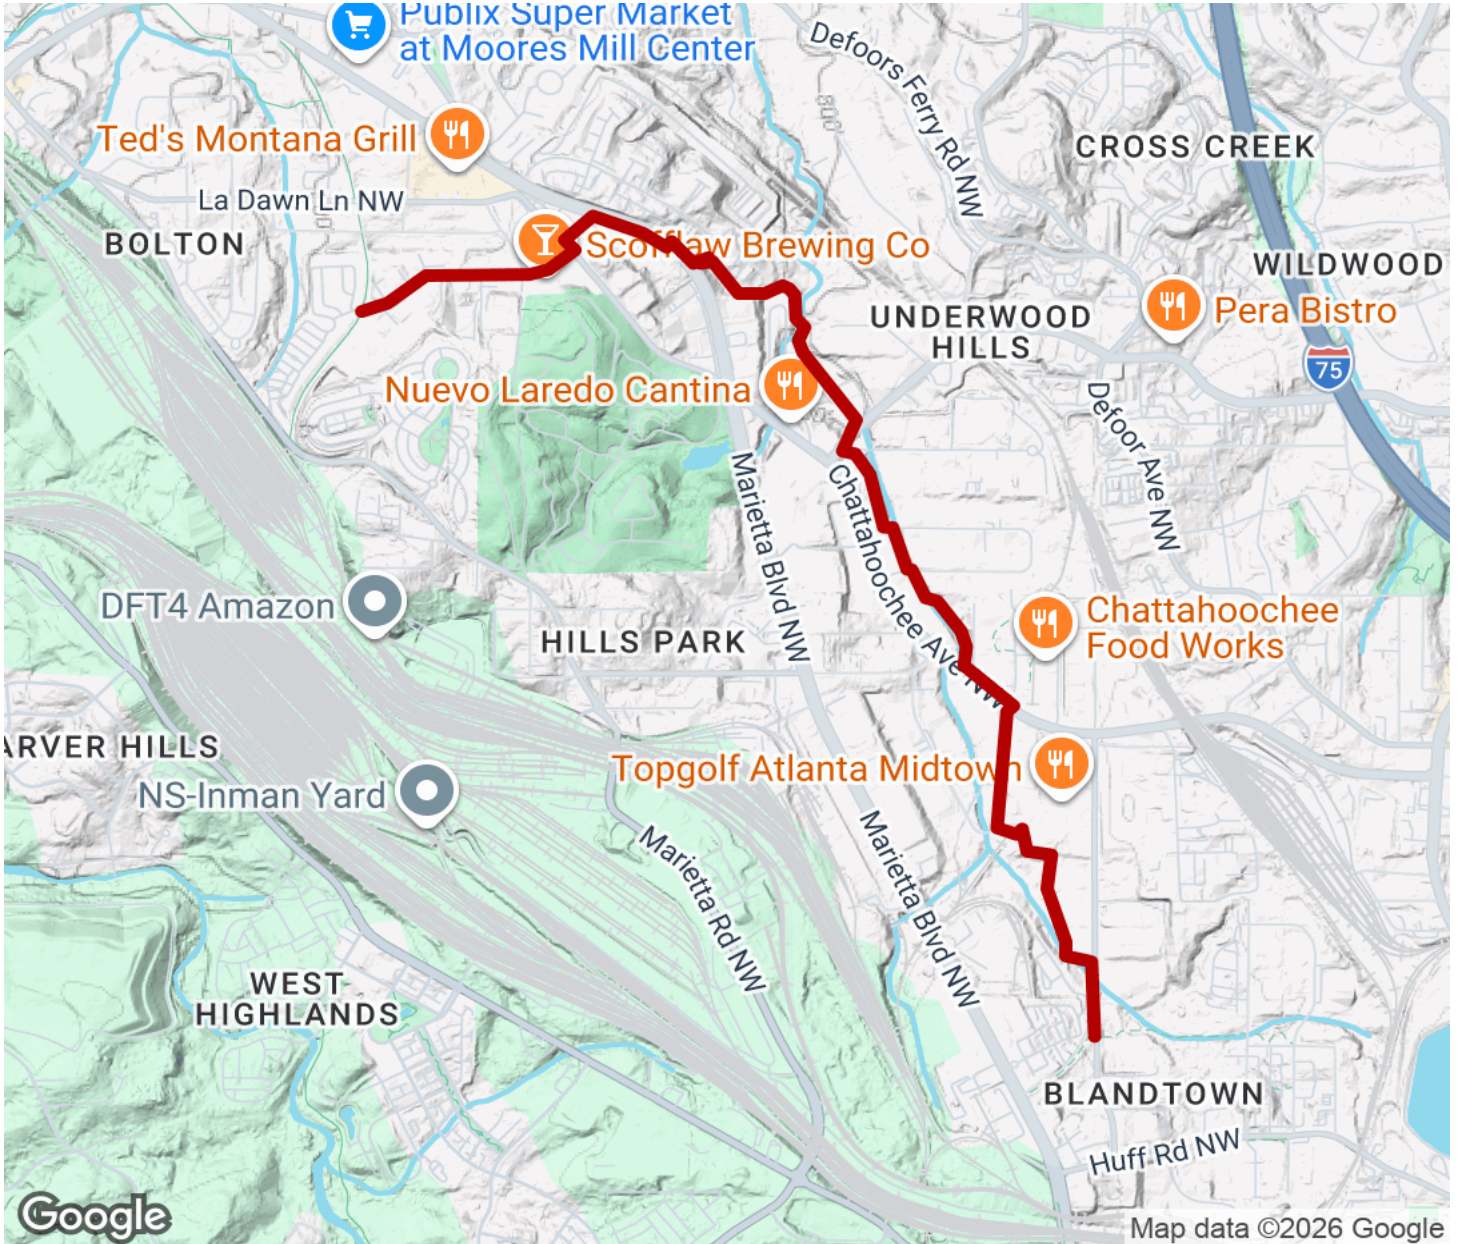 Publix Super Market
at Moores Mill Center
Defoors Ferry Rd NW
Ted's Montana Grill
CROSS CREEK
La Dawn Ln NW
BOLTON
Scofflaw Brewing Co
WILDWOOD
UNDERWOOD
HILLS
Pera Bistro
75
Nuevo Laredo Cantina
Defoor Ave NW
Marietta Blvd NW
Chattahoochee Ave NW
DFT4 Amazon
Chattahoochee
Food Works
HILLS PARK
ARVER HILLS
Topgolf Atlanta Midtown
NS-Inman Yard
Marietta Rd NW
Marietta Blvd NW
WEST
HIGHLANDS
BLANDTOWN
Huff Rd NW
Google
Map data ©2026 Google